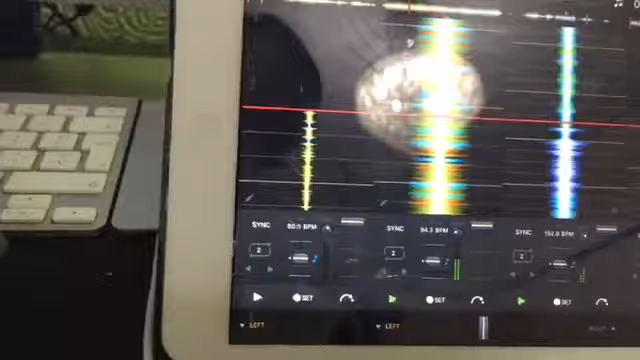 SYNC 80.0 BPM SYNC 94.3 BPM SYNC 152.0 BPM
2 2 2
SET SET SET
LEFT LEFT